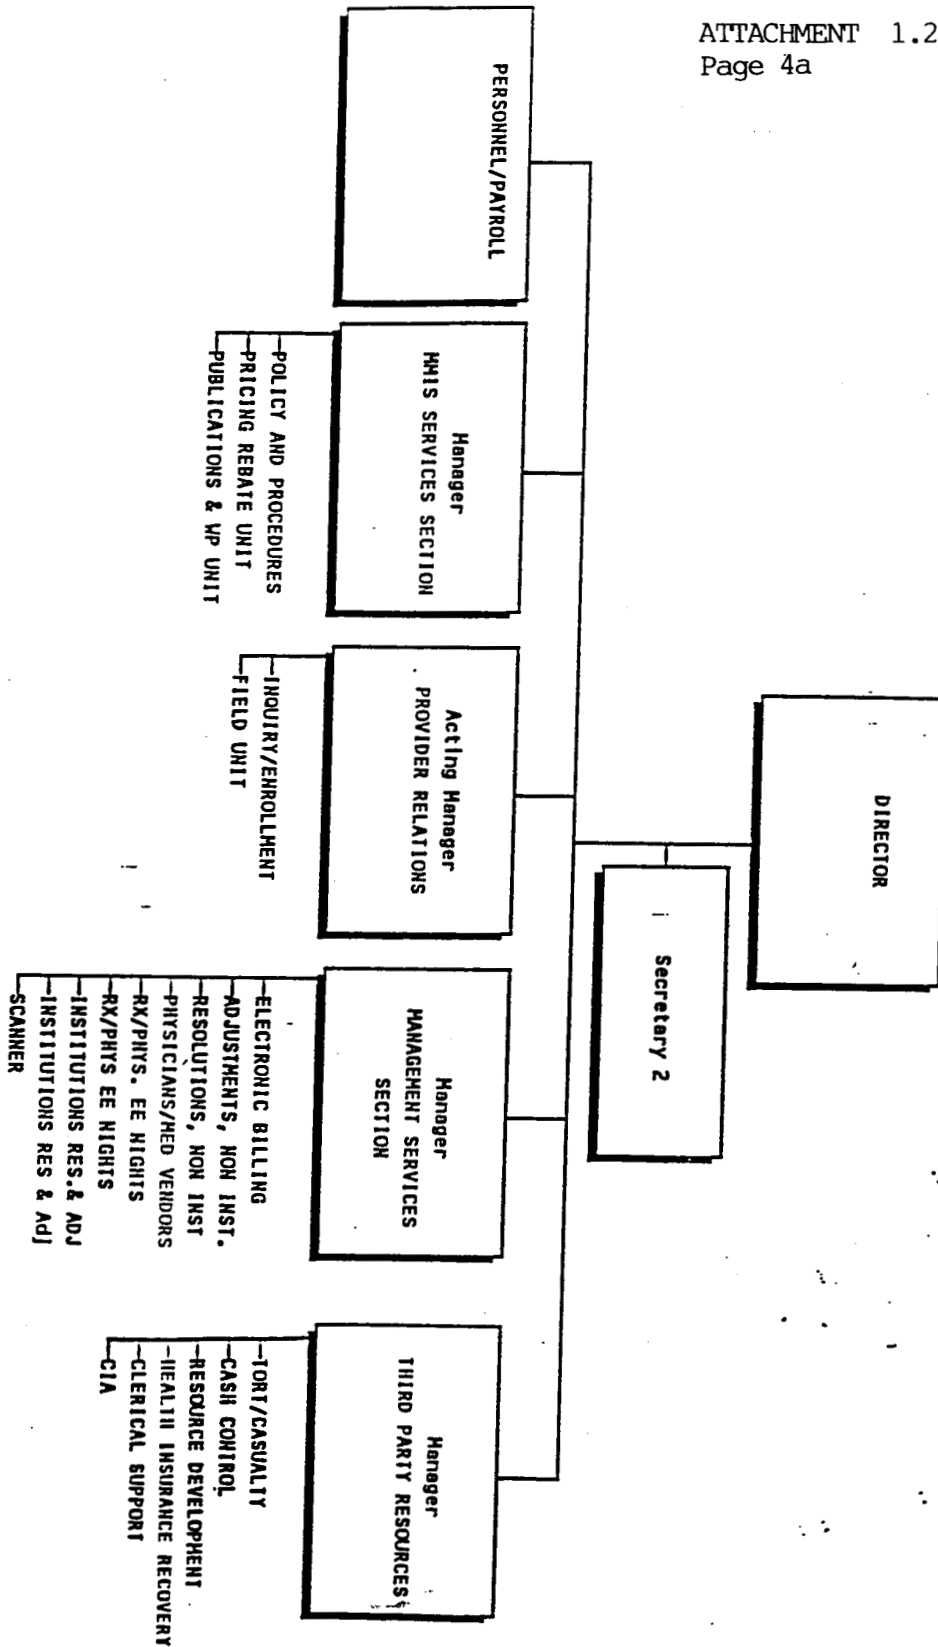 ATTACHMENT 1.2
Page 4a
DIRECTOR
Secretary 2
PERSONNEL/PAYROLL
Manager
MMIS SERVICES SECTION
POLICY AND PROCEDURES
PRICING REBATE UNIT
PUBLICATIONS & WP UNIT
Acting Manager
PROVIDER RELATIONS
INQUIRY/ENROLLMENT
FIELD UNIT
Manager
MANAGEMENT SERVICES
SECTION
ELECTRONIC BILLING
ADJUSTMENTS, NON INST.
RESOLUTIONS, NON INST
PHYSICIANS/MED VENDORS
RX/PHYS. EE NIGHTS
RX/PHYS EE NIGHTS
INSTITUTIONS RES.& ADJ
INSTITUTIONS RES & Adj
SCANNER
Manager
THIRD PARTY RESOURCES
TORT/CASUALTY
CASH CONTROL
RESOURCE DEVELOPMENT
HEALTH INSURANCE RECOVERY
CLERICAL SUPPORT
CIA